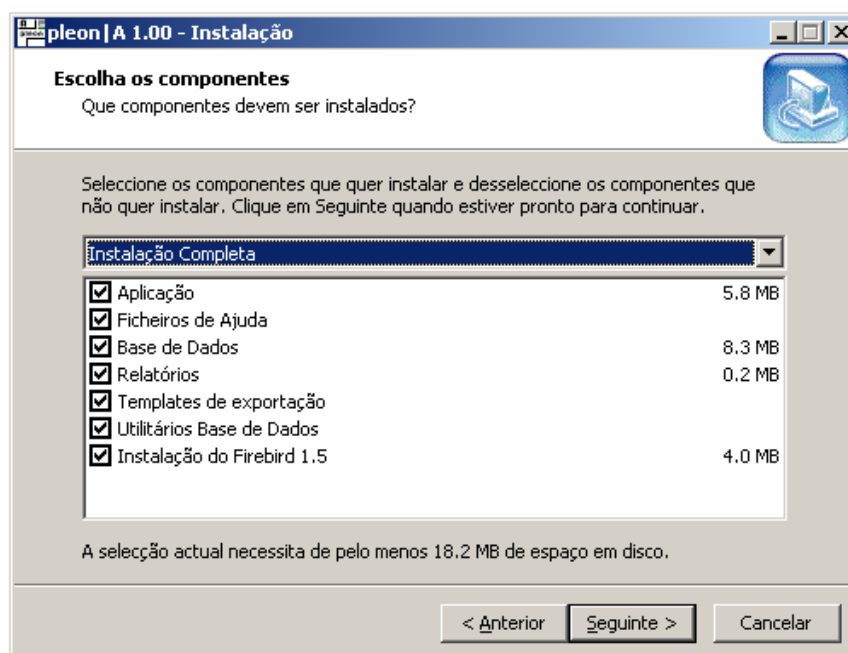 pleon|A 1.00 - Instalação
Escolha os componentes
Que componentes devem ser instalados?
Seleccione os componentes que quer instalar e desseleccione os componentes que
não quer instalar. Clique em Seguinte quando estiver pronto para continuar.
Instalação Completa
Aplicação 5.8 MB
Ficheiros de Ajuda
Base de Dados 8.3 MB
Relatórios 0.2 MB
Templates de exportação
Utilitários Base de Dados
Instalação do Firebird 1.5 4.0 MB
A selecção actual necessita de pelo menos 18.2 MB de espaço em disco.
< Anterior Seguinte > Cancelar